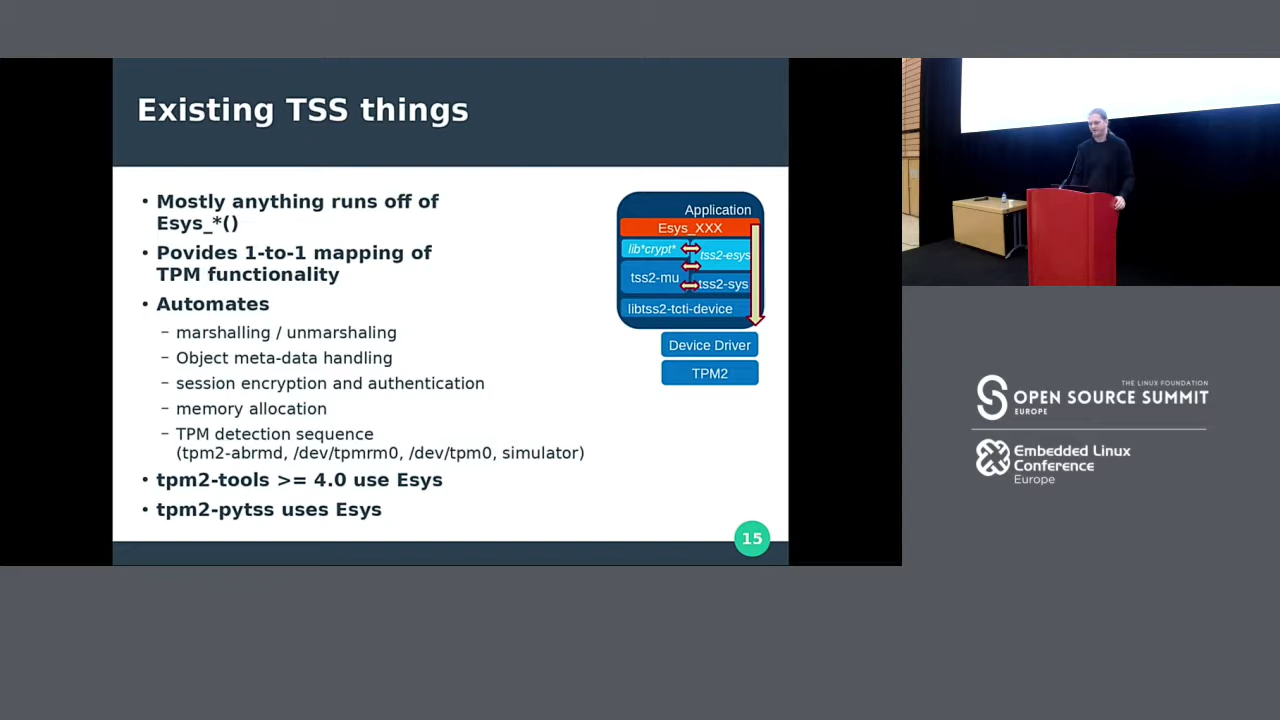 Existing TSS things
• Mostly anything runs off of
Esys_*()
• Povides 1-to-1 mapping of
TPM functionality
• Automates
– marshalling / unmarshaling
– Object meta-data handling
– session encryption and authentication
– memory allocation
– TPM detection sequence
(tpm2-abrmd, /dev/tpmrm0, /dev/tpm0, simulator)
• tpm2-tools >= 4.0 use Esys
• tpm2-pytss uses Esys
Application
Esys_XXX
lib*crypt*
tss2-esys
tss2-mu
tss2-sys
libtss2-tcti-device
Device Driver
TPM2
15
THE LINUX FOUNDATION
OPEN SOURCE SUMMIT
EUROPE
Embedded Linux
Conference
Europe